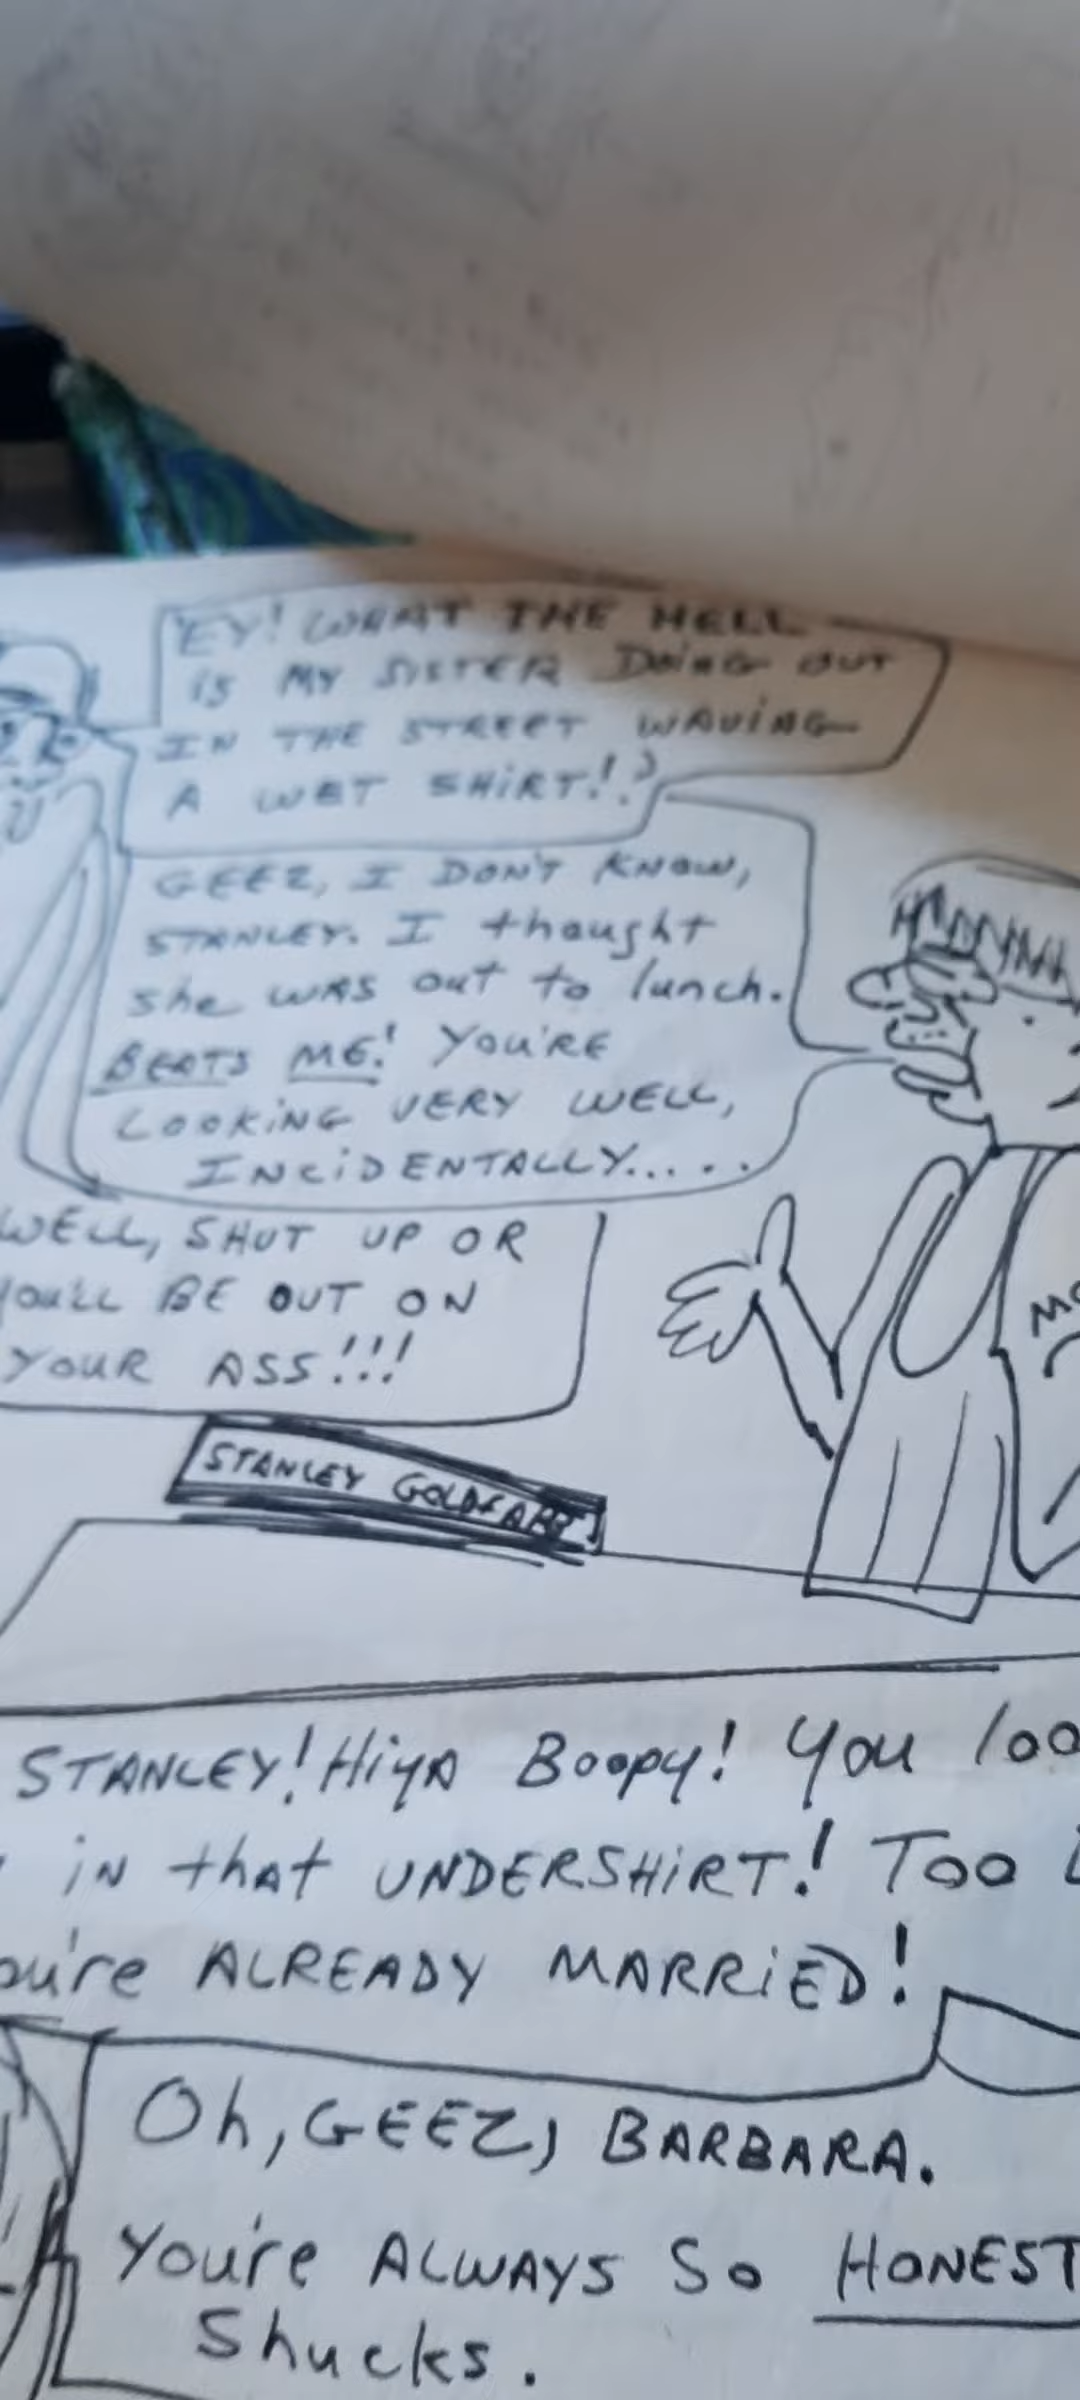 'EY! WHAT THE HELL
IS MY SISTER DOING OUT
IN THE STREET WAVING
A WET SHIRT!?
GEEZ, I DON'T KNOW,
STANLEY. I thought
she WAS out to lunch.
BEATS ME! YOU'RE
LOOKING VERY WELL,
INCIDENTALLY.....
WELL, SHUT UP OR
YOU'LL BE OUT ON
YOUR ASS!!!
STANLEY GOLDFARB
STANLEY! HiyA Boopy! You
iN that UNDERSHiRT! Too
you're ALREADY MARRiED!
Oh, GEEZ, BARBARA.
You're ALWAYS So HONEST
Shucks.